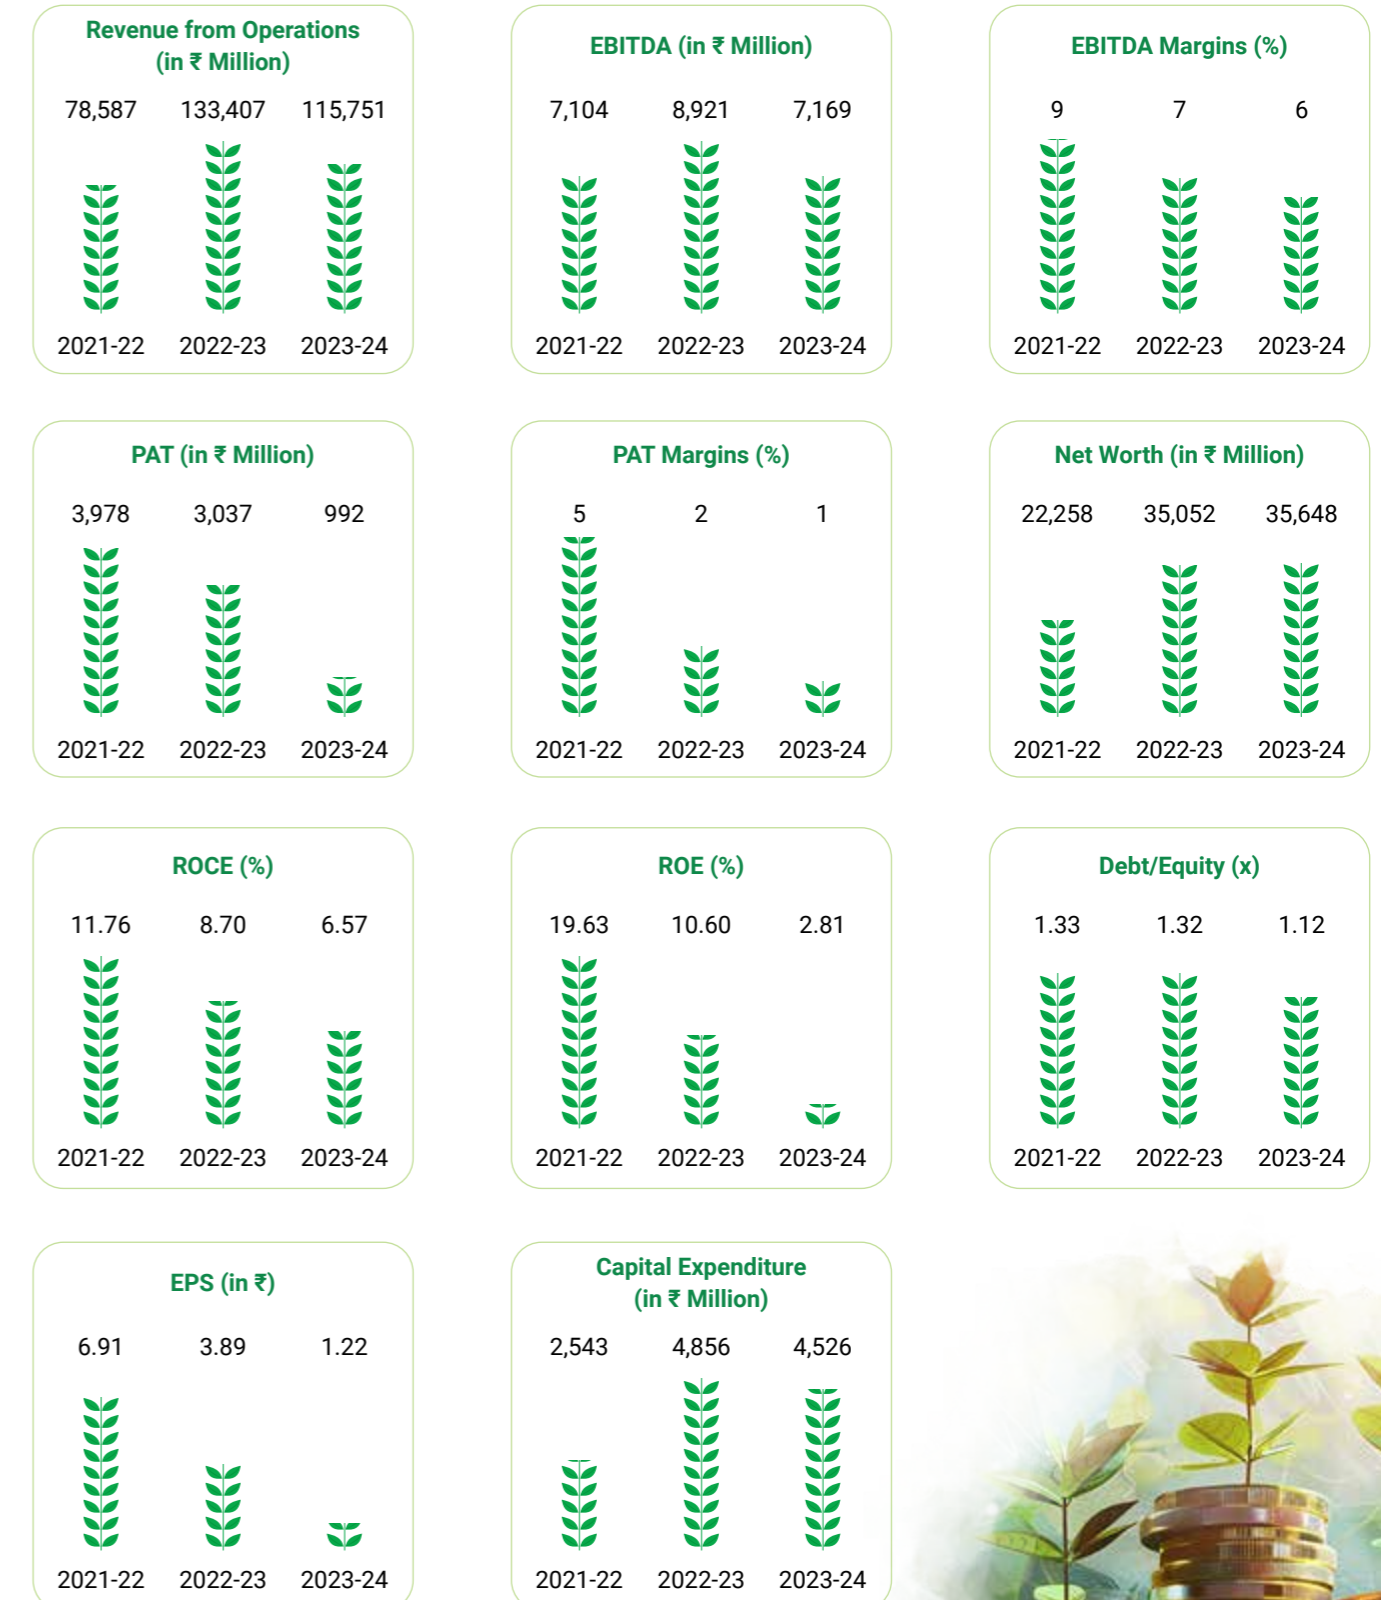 Revenue from Operations
(in ₹ Million)
78,587 133,407 115,751
2021-22 2022-23 2023-24
EBITDA (in ₹ Million)
7,104 8,921 7,169
2021-22 2022-23 2023-24
EBITDA Margins (%)
9 7 6
2021-22 2022-23 2023-24
PAT (in ₹ Million)
3,978 3,037 992
2021-22 2022-23 2023-24
PAT Margins (%)
5 2 1
2021-22 2022-23 2023-24
Net Worth (in ₹ Million)
22,258 35,052 35,648
2021-22 2022-23 2023-24
ROCE (%)
11.76 8.70 6.57
2021-22 2022-23 2023-24
ROE (%)
19.63 10.60 2.81
2021-22 2022-23 2023-24
Debt/Equity (x)
1.33 1.32 1.12
2021-22 2022-23 2023-24
EPS (in ₹)
6.91 3.89 1.22
2021-22 2022-23 2023-24
Capital Expenditure
(in ₹ Million)
2,543 4,856 4,526
2021-22 2022-23 2023-24